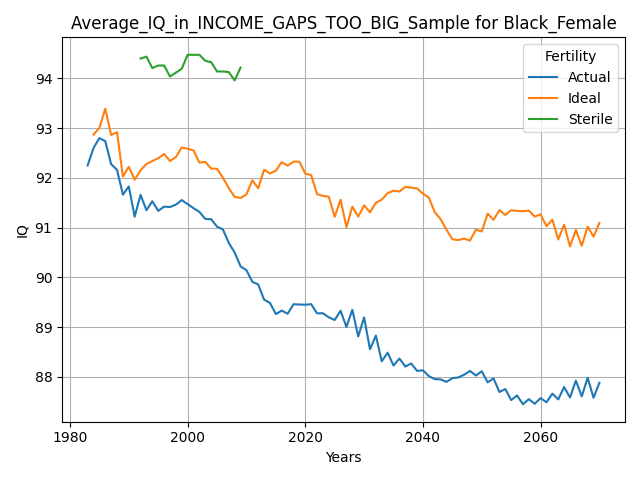 Average_IQ_in_INCOME_GAPS_TOO_BIG_Sample for Black_Female
Fertility
Actual
Ideal
Sterile
IQ
94
93
92
91
90
89
88
1980
2000
2020
2040
2060
Years